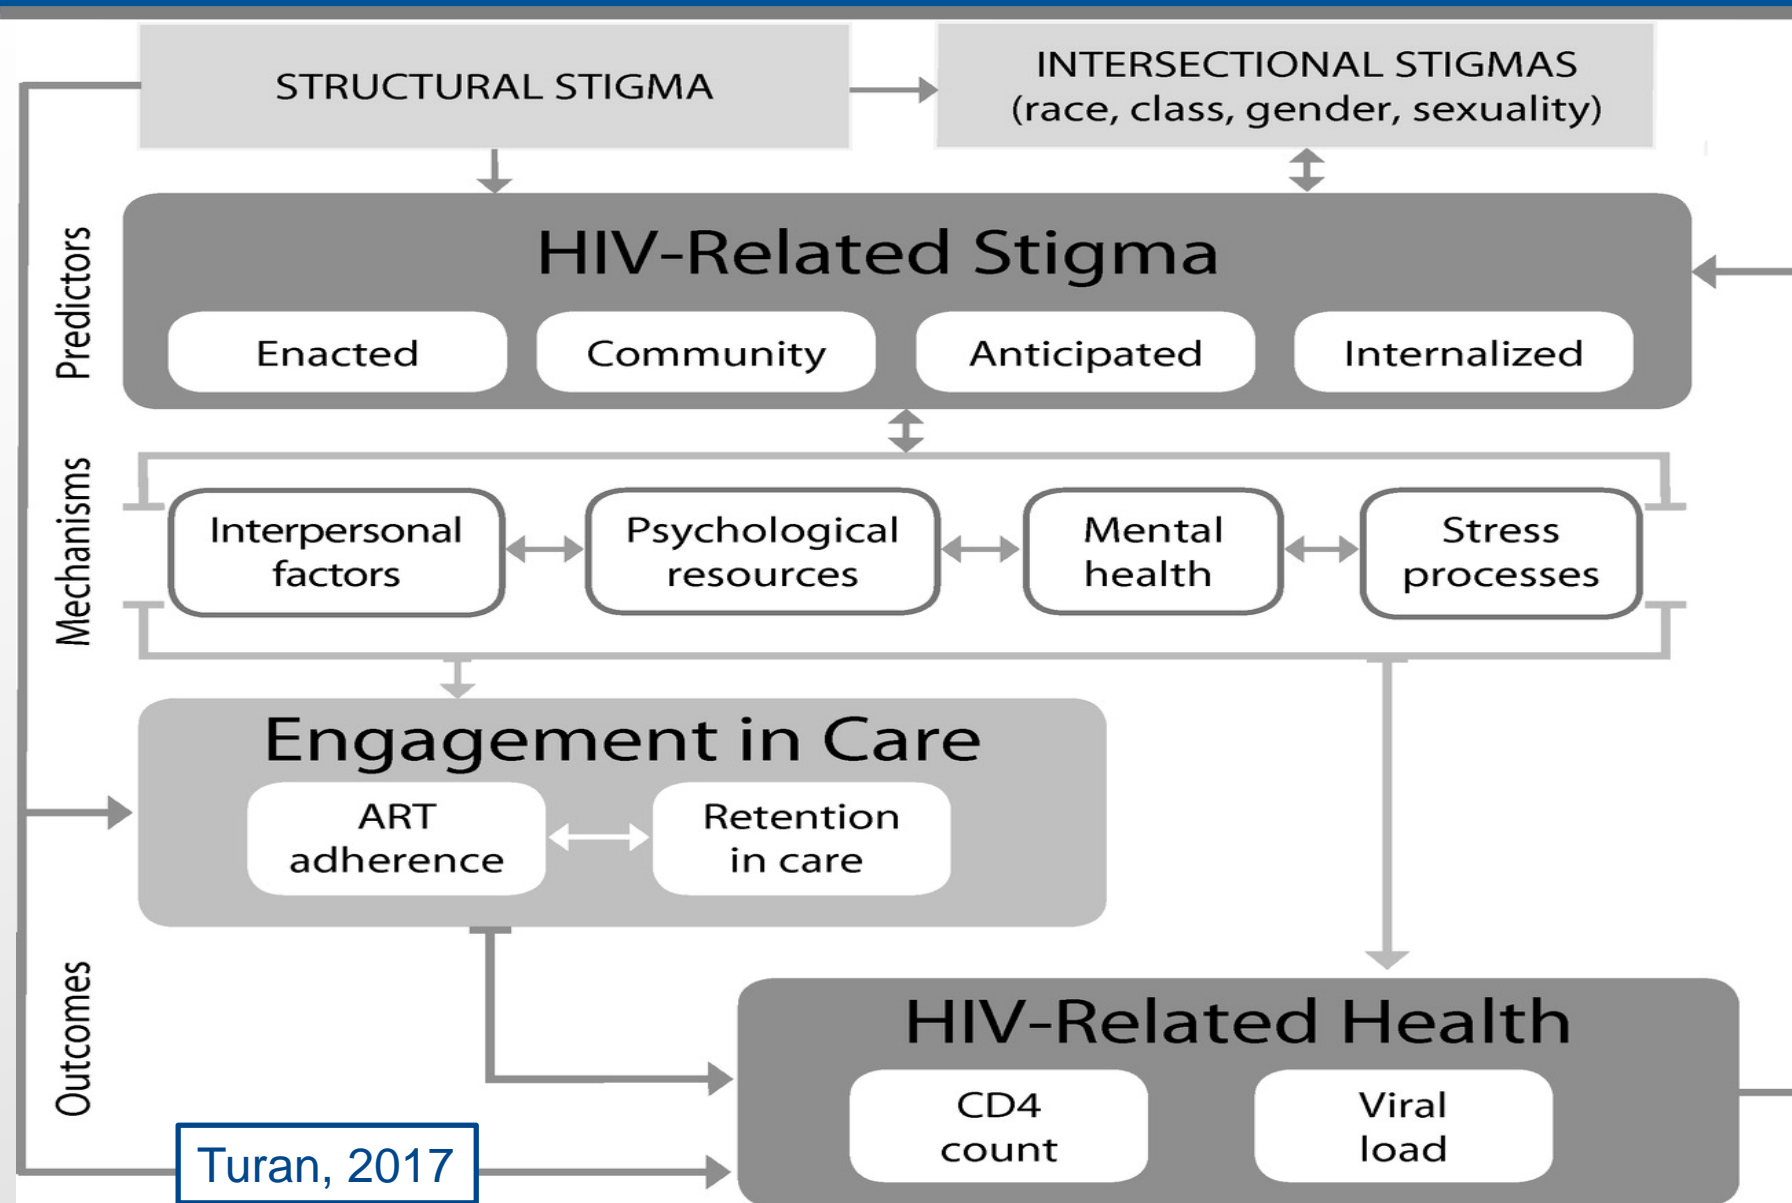 STRUCTURAL STIGMA
INTERSECTIONAL STIGMAS
(race, class, gender, sexuality)
Predictors
HIV-Related Stigma
Enacted
Community
Anticipated
Internalized
Mechanisms
Interpersonal
factors
Psychological
resources
Mental
health
Stress
processes
Engagement in Care
ART
adherence
Retention
in care
Outcomes
HIV-Related Health
CD4
count
Viral
load
Turan, 2017